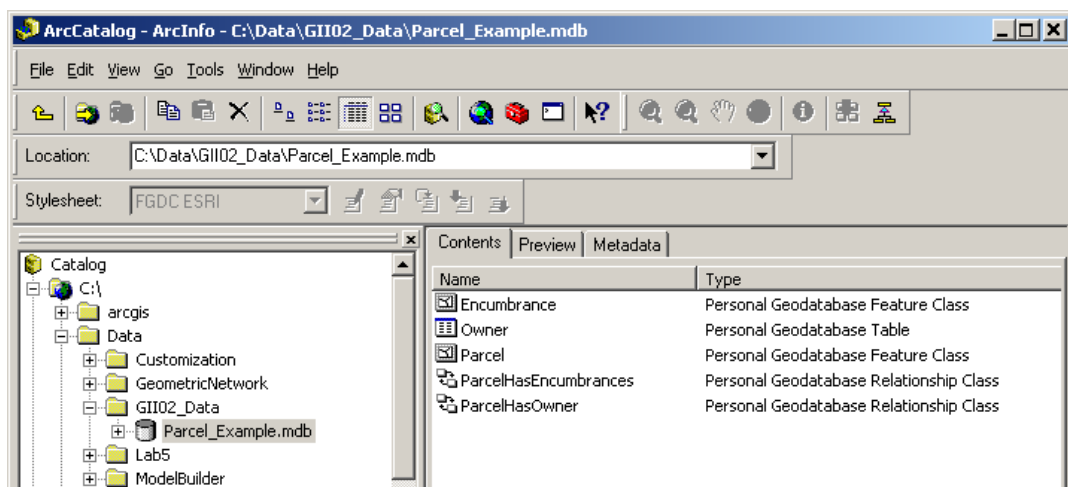 ArcCatalog - ArcInfo - C:\Data\GII02_Data\Parcel_Example.mdb
File Edit View Go Tools Window Help
Location: C:\Data\GII02_Data\Parcel_Example.mdb
Stylesheet: FGDC ESRI
Contents Preview Metadata
Catalog
C:\
arcgis
Data
Customization
GeometricNetwork
GII02_Data
Parcel_Example.mdb
Lab5
ModelBuilder
Name Type
Encumbrance Personal Geodatabase Feature Class
Owner Personal Geodatabase Table
Parcel Personal Geodatabase Feature Class
ParcelHasEncumbrances Personal Geodatabase Relationship Class
ParcelHasOwner Personal Geodatabase Relationship Class